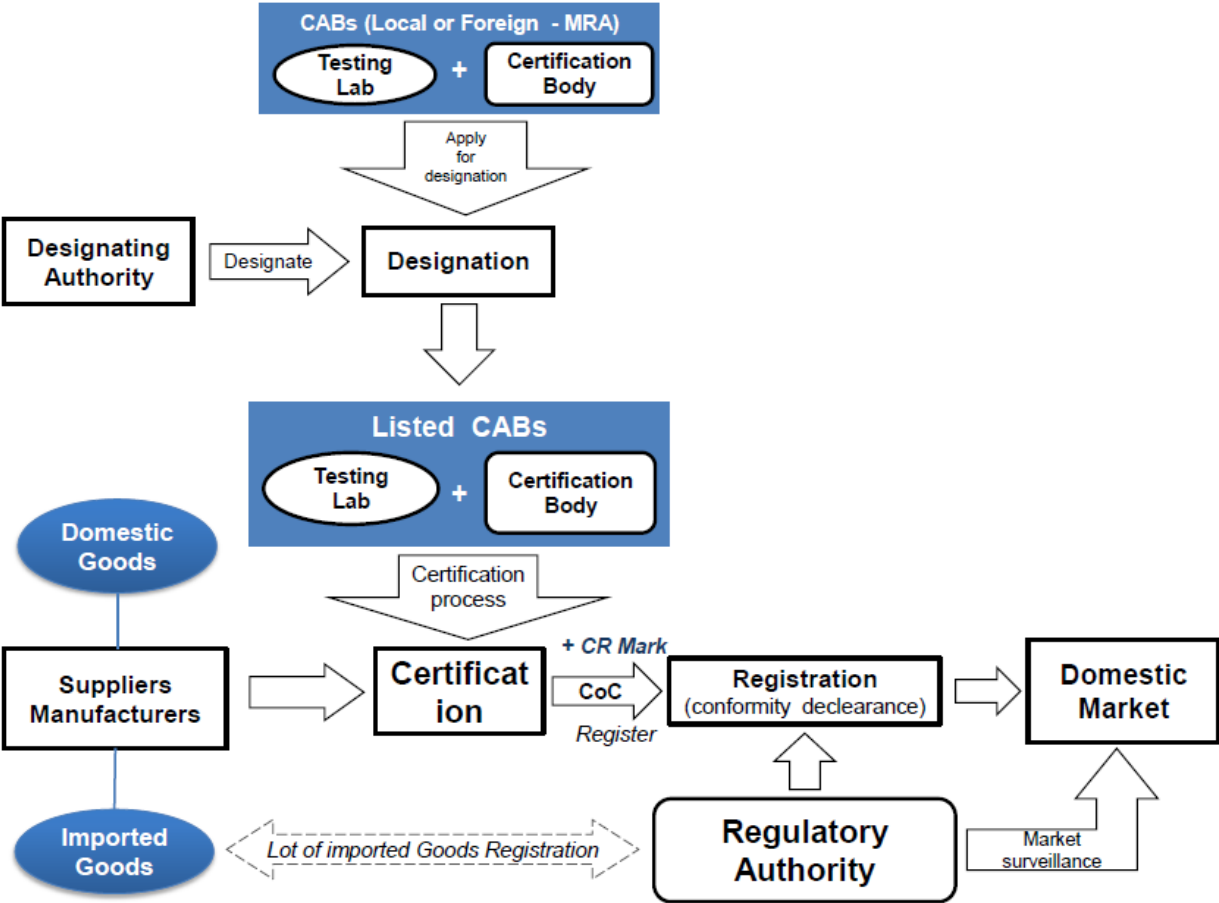 CABs (Local or Foreign - MRA)
Testing
Lab
+
Certification
Body
Apply
for
designation
Designating
Authority
Designate
Designation
Listed CABs
Testing
Lab
+
Certification
Body
Domestic
Goods
Certification
process
Suppliers
Manufacturers
Certificat
ion
+ CR Mark
CoC
Register
Registration
(conformity declearance)
Domestic
Market
Imported
Goods
Lot of imported Goods Registration
Regulatory
Authority
Market
surveillance